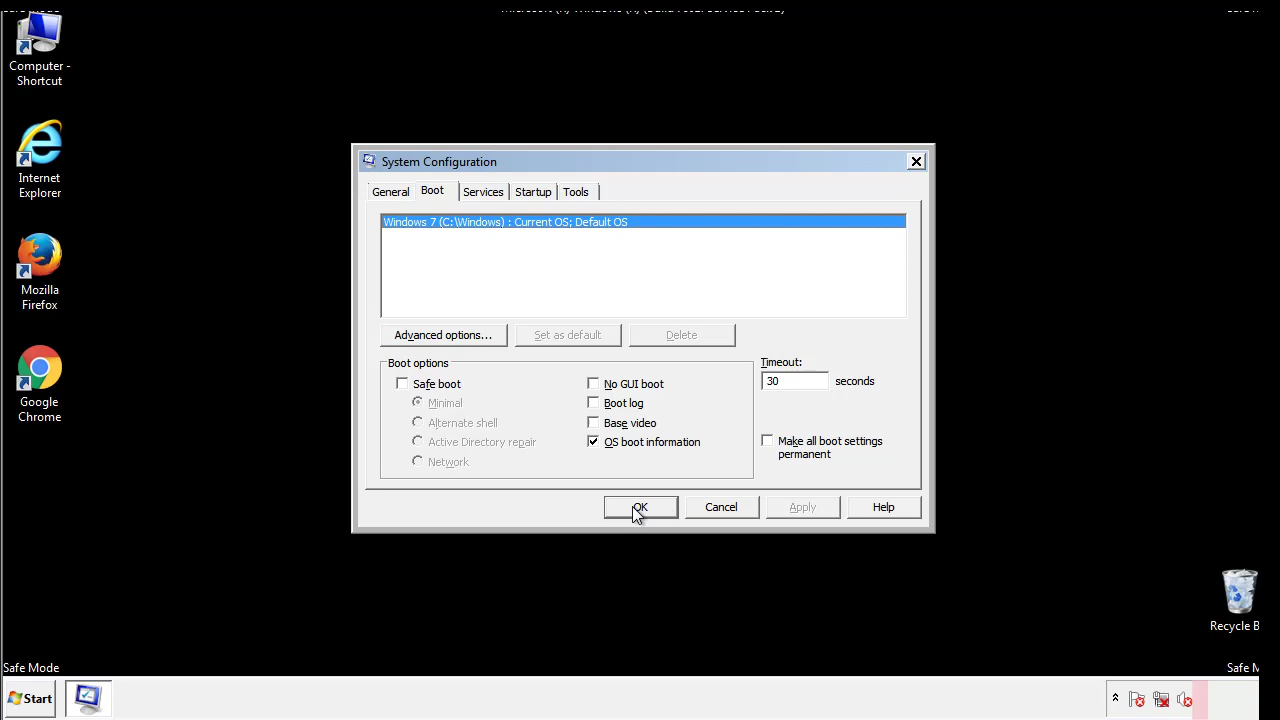 Computer -
Shortcut
Internet
Explorer
Mozilla
Firefox
Google
Chrome
System Configuration
General
Boot
Services
Startup
Tools
Windows 7 (C:\Windows) : Current OS; Default OS
Advanced options...
Set as default
Delete
Boot options
Safe boot
Minimal
Alternate shell
Active Directory repair
Network
No GUI boot
Boot log
Base video
OS boot information
Timeout:
30 seconds
Make all boot settings
permanent
OK
Cancel
Apply
Help
Recycle B
Safe Mode
Safe M
Start